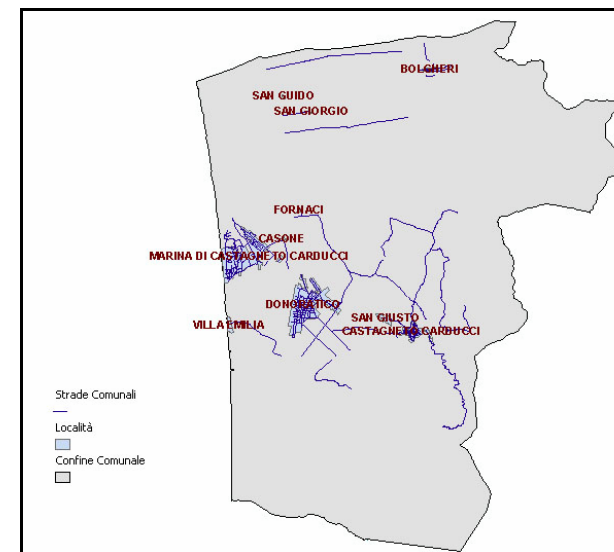 BOLGHERI
SAN GUIDO
SAN GIORGIO
FORNACI
CASONE
MARINA DI CASTAGNETO CARDUCCI
DONORATICO
SAN GIUSTO
VILLA EMILIA
CASTAGNETO CARDUCCI
Strade Comunali
Località
Confine Comunale